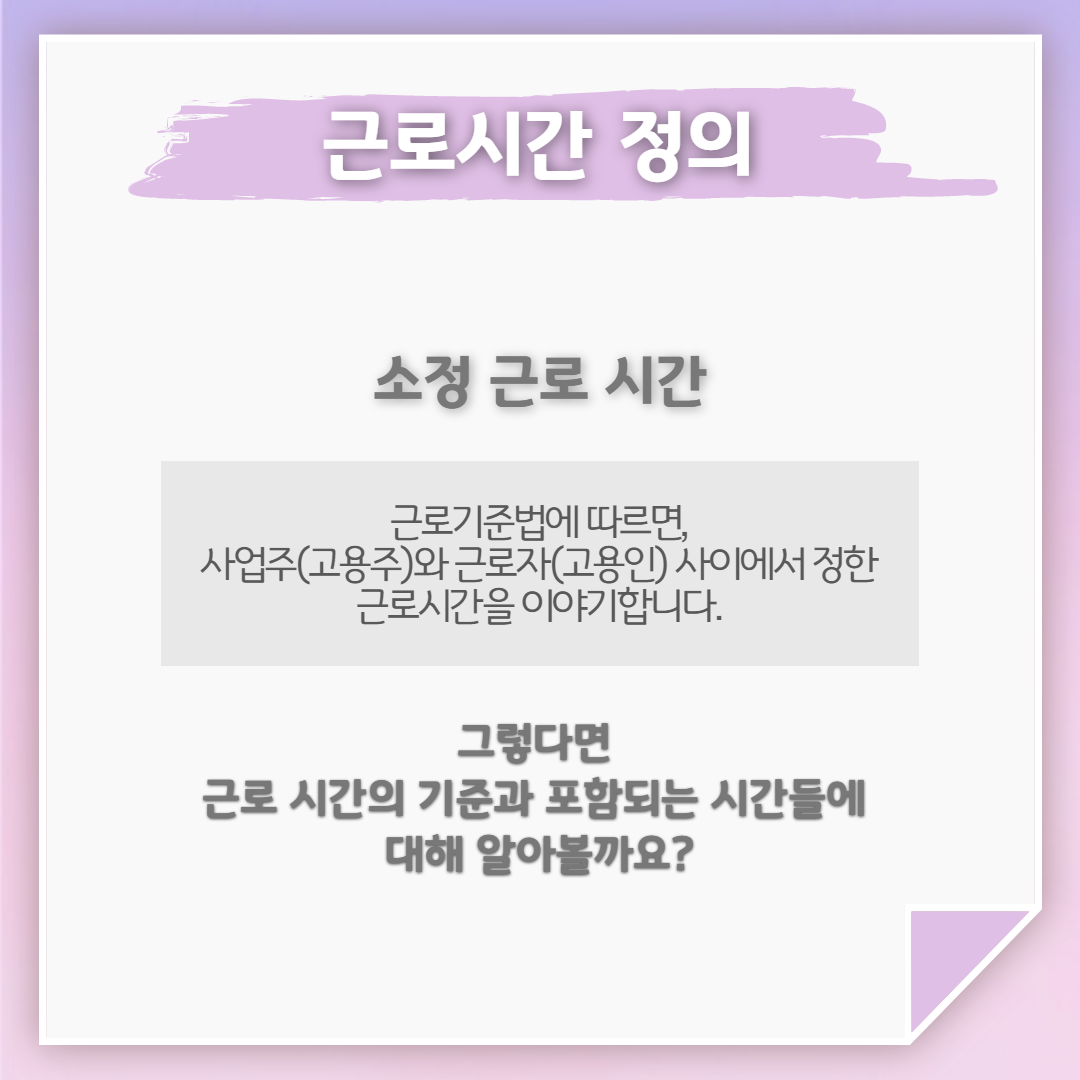 근로시간 정의
소정 근로 시간
근로기준법에 따르면,
사업주(고용주)와 근로자(고용인) 사이에서 정한
근로시간을 이야기합니다.
그렇다면
근로 시간의 기준과 포함되는 시간들에
대해 알아볼까요?